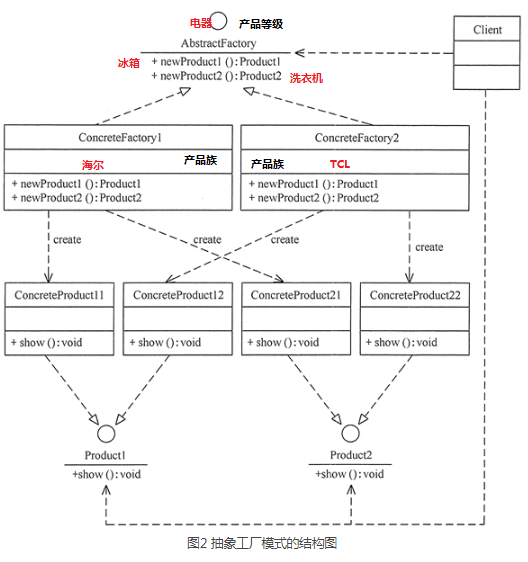 电器 产品等级
Client
AbstractFactory
冰箱 + newProduct1 (): Product1
+ newProduct2 (): Product2 洗衣机
ConcreteFactory1
ConcreteFactory2
海尔 产品族
产品族 TCL
+ newProduct1 (): Product1
+ newProduct2 (): Product2
+ newProduct1 (): Product1
+ newProduct2 (): Product2
create
create
create
create
ConcreteProduct11
ConcreteProduct12
ConcreteProduct21
ConcreteProduct22
+ show (): void
+ show (): void
+ show (): void
+ show (): void
Product1
+show (): void
Product2
+show (): void
图2 抽象工厂模式的结构图